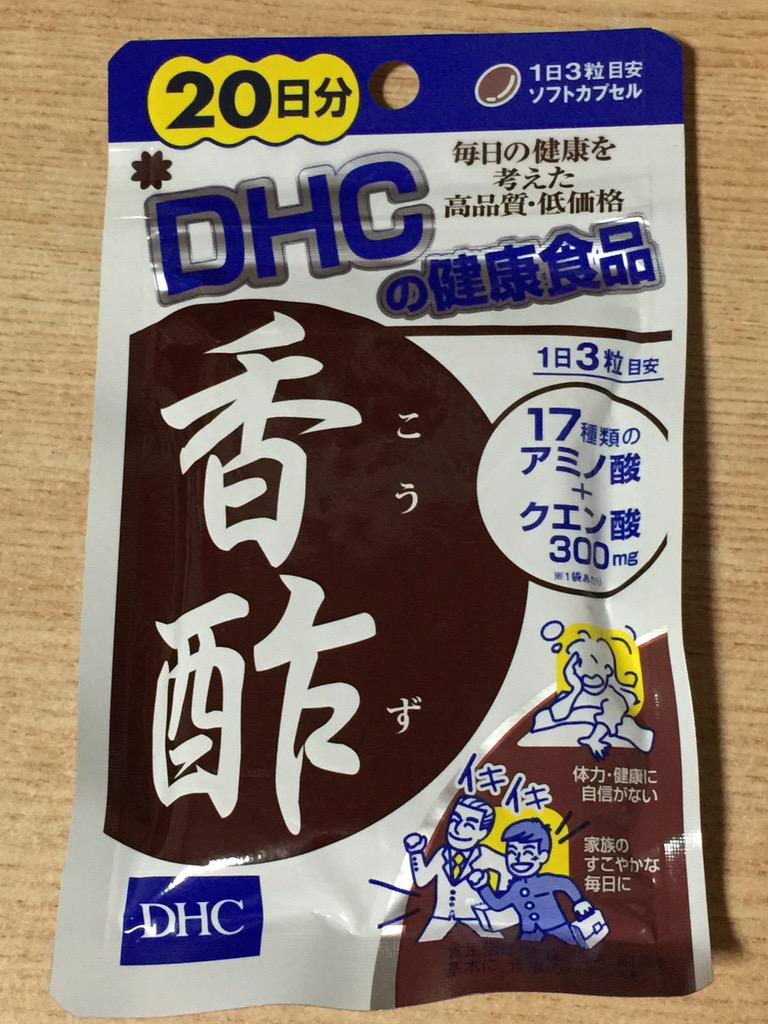 20日分
1日3粒目安
ソフトカプセル
毎日の健康を
考えた
高品質・低価格
DHC
の健康食品
1日3粒目安
17種類の
アミノ酸
+
クエン酸
300mg
※1袋あたり
香酢
こうず
体力・健康に
自信がない
イキイキ
家族の
すこやかな
毎日に
DHC